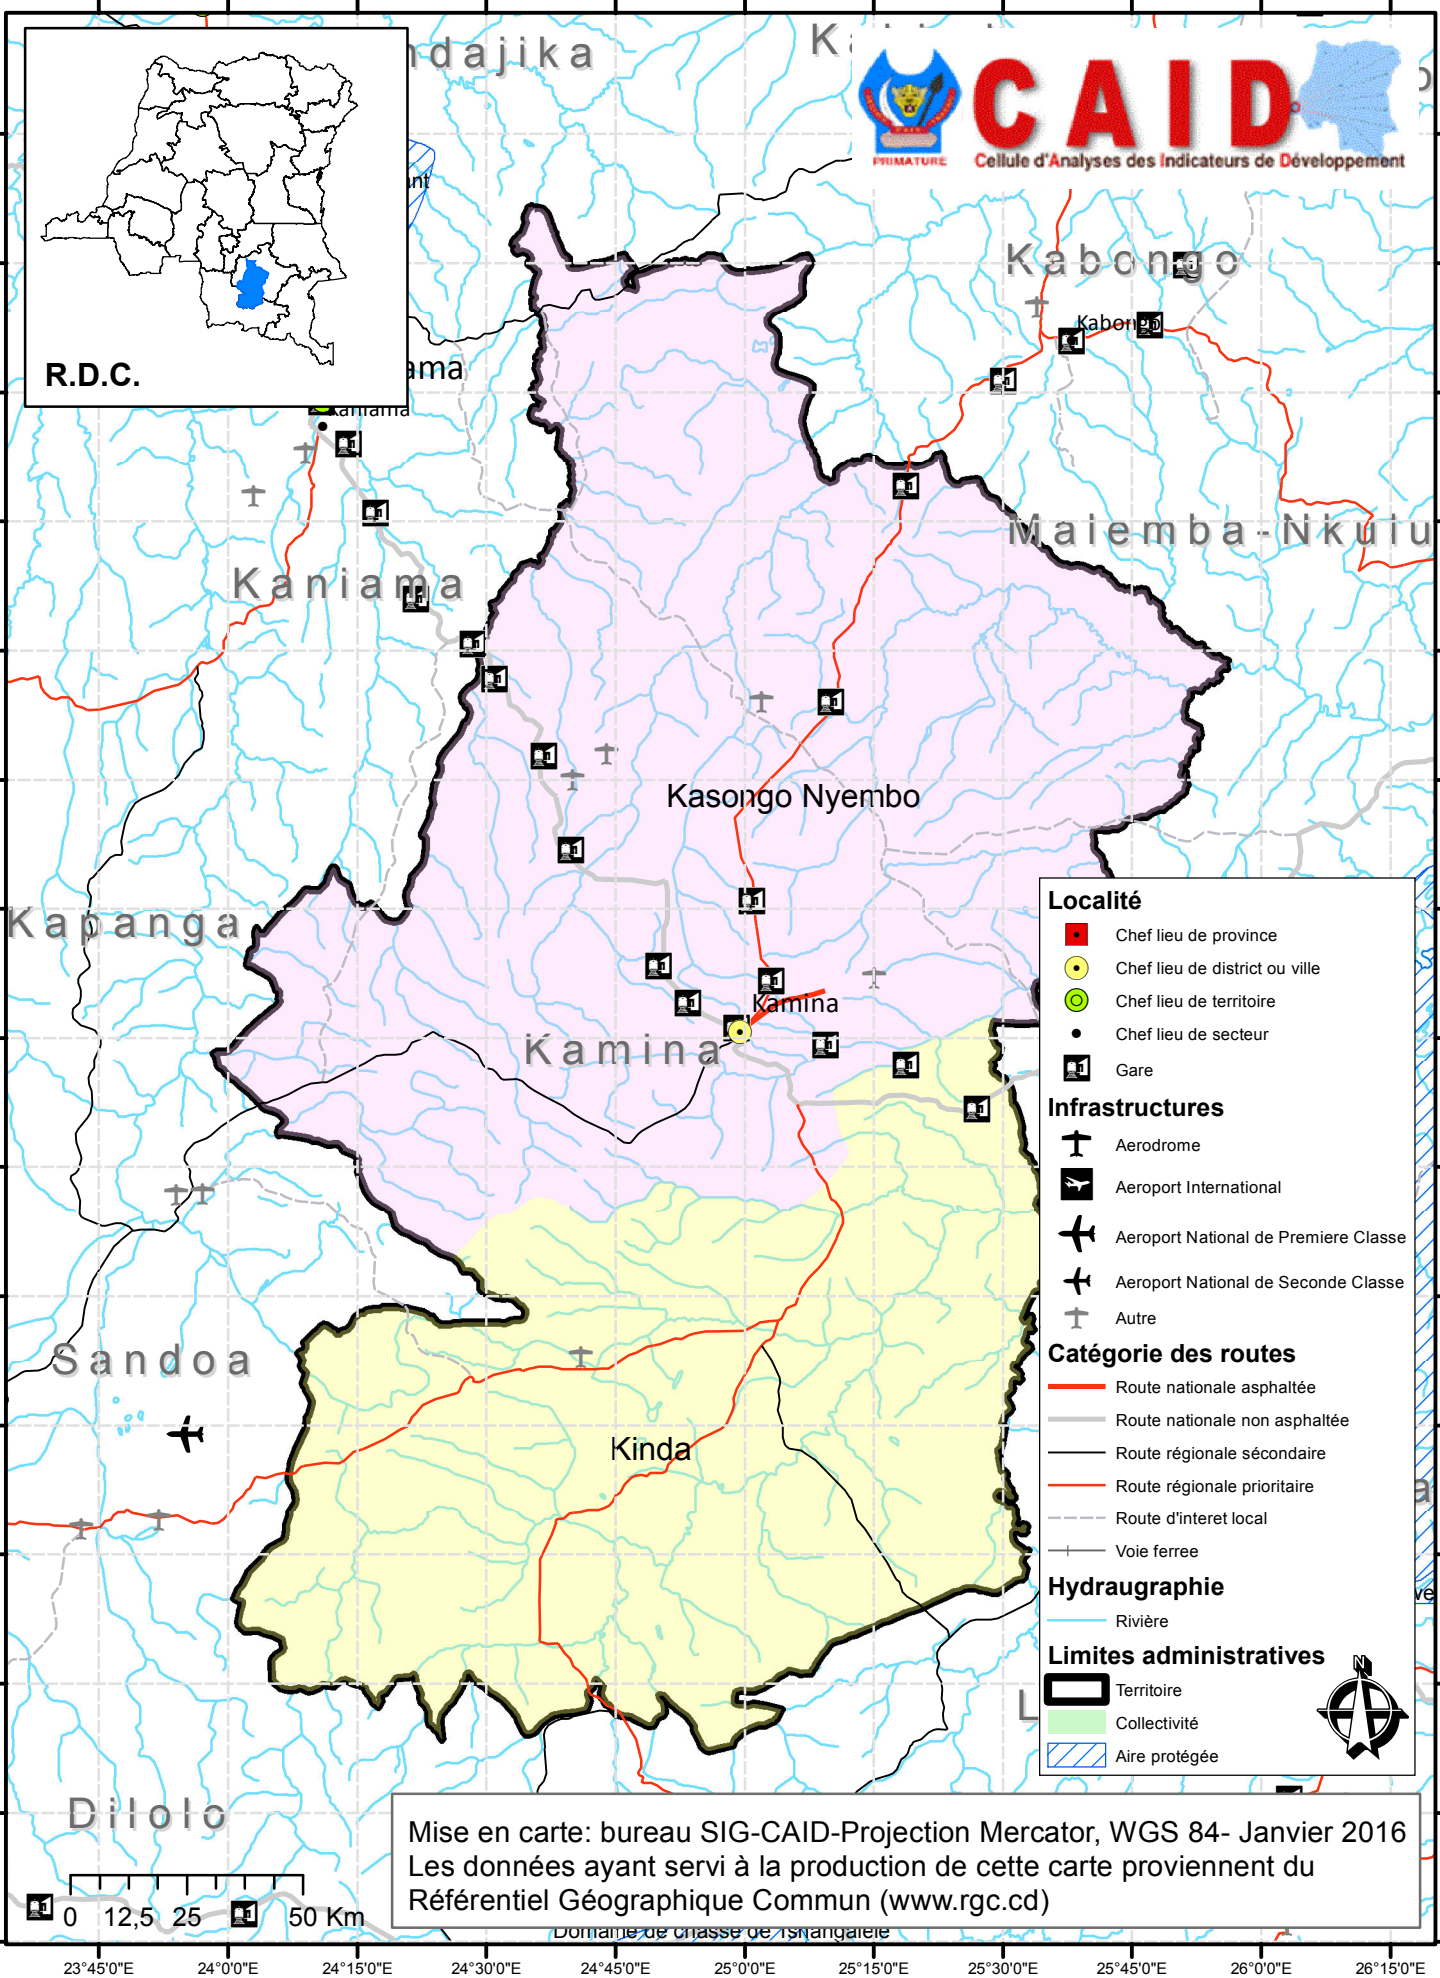 ndajika
PRIMATURE
CAID
Cellule d'Analyses des Indicateurs de Développement
R.D.C.
ama
Kaniama
Kabongo
Kabongo
Malemba-Nkulu
Kaniama
Kasongo Nyembo
Kapanga
Kamina
Kamina
Sandoa
Kinda
Dilolo
Localité
Chef lieu de province
Chef lieu de district ou ville
Chef lieu de territoire
Chef lieu de secteur
Gare
Infrastructures
Aerodrome
Aeroport International
Aeroport National de Premiere Classe
Aeroport National de Seconde Classe
Autre
Catégorie des routes
Route nationale asphaltée
Route nationale non asphaltée
Route régionale sécondaire
Route régionale prioritaire
Route d'interet local
Voie ferree
Hydraugraphie
Rivière
Limites administratives
N
Territoire
Collectivité
Aire protégée
Mise en carte: bureau SIG-CAID-Projection Mercator, WGS 84- Janvier 2016
Les données ayant servi à la production de cette carte proviennent du
Référentiel Géographique Commun (www.rgc.cd)
0 12,5 25 50 Km
Domaine de chasse de Tshangalele
23°45'0"E 24°0'0"E 24°15'0"E 24°30'0"E 24°45'0"E 25°0'0"E 25°15'0"E 25°30'0"E 25°45'0"E 26°0'0"E 26°15'0"E